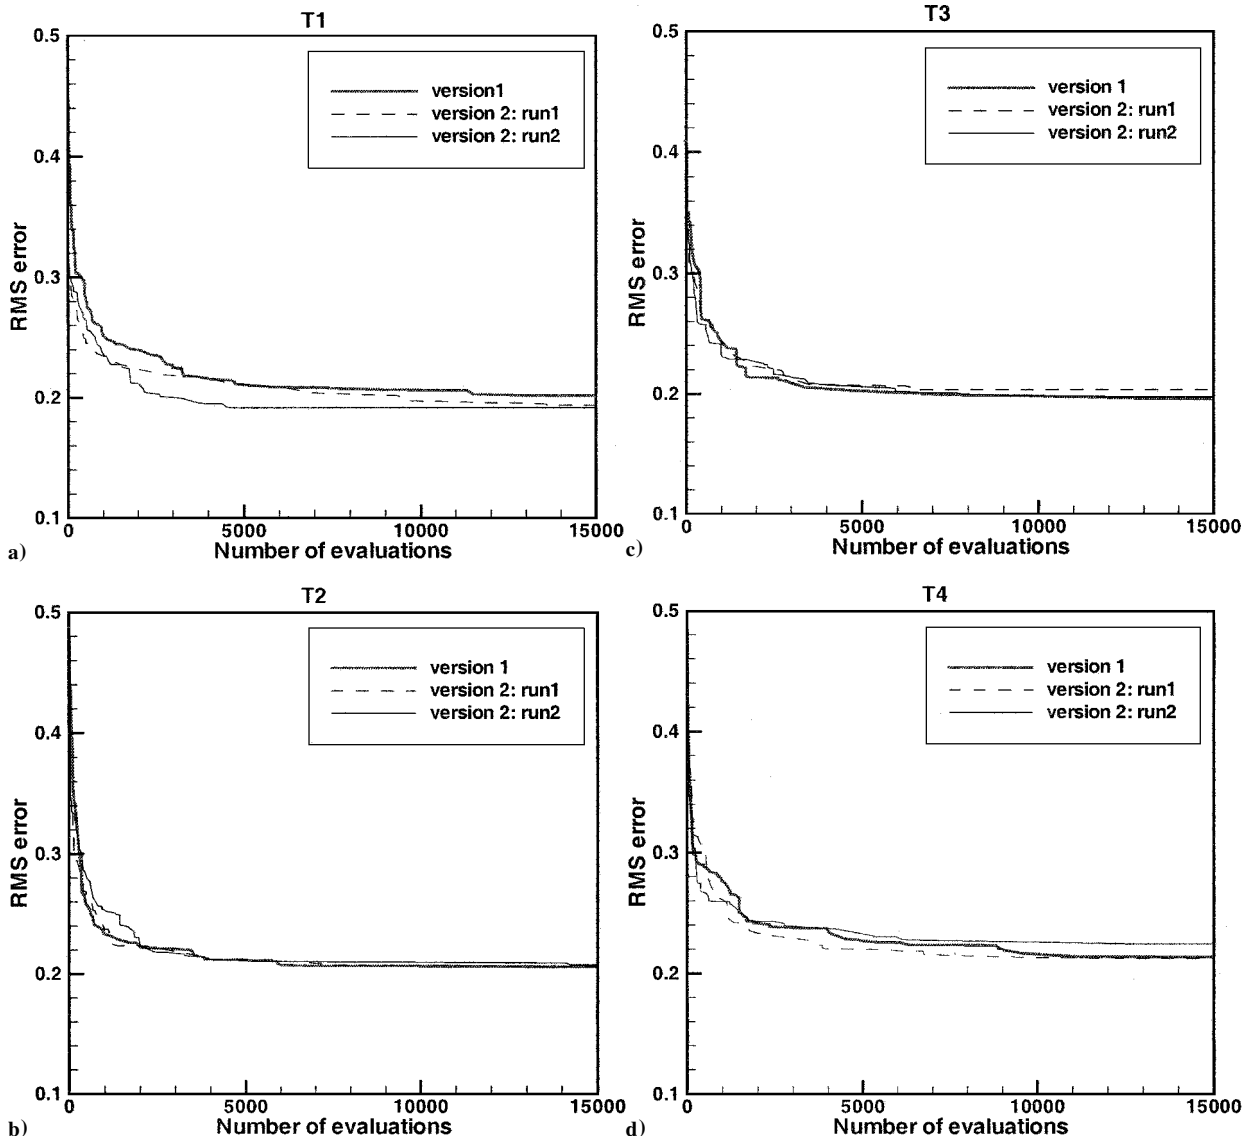 T1
0.5
0.4
0.3
0.2
0.1
RMS error
version1
version 2: run1
version 2: run2
0 5000 10000 15000
Number of evaluations
a)
T3
0.5
0.4
0.3
0.2
0.1
RMS error
version 1
version 2: run1
version 2: run2
0 5000 10000 15000
Number of evaluations
c)
T2
0.5
0.4
0.3
0.2
0.1
RMS error
version 1
version 2: run1
version 2: run2
0 5000 10000 15000
Number of evaluations
b)
T4
0.5
0.4
0.3
0.2
0.1
RMS error
version 1
version 2: run1
version 2: run2
0 5000 10000 15000
Number of evaluations
d)